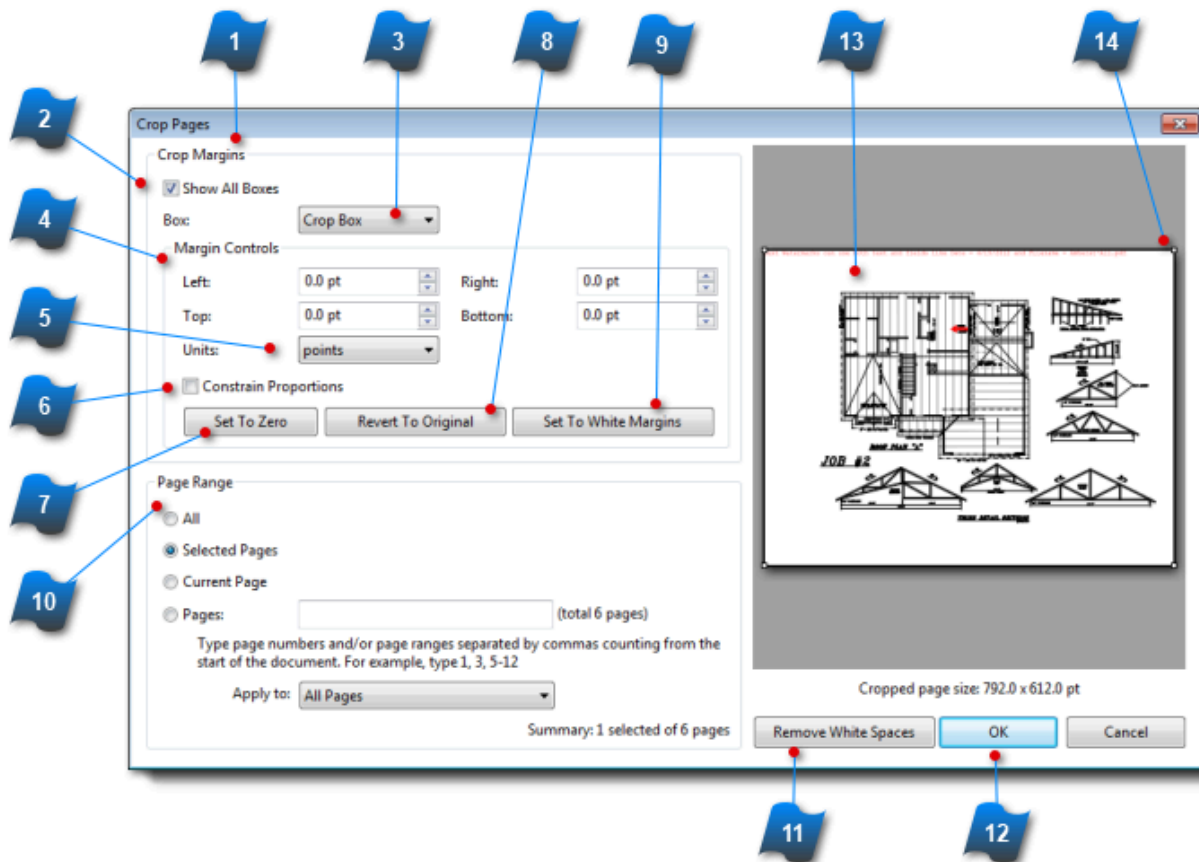 1
3
8
9
13
14
2
Crop Pages
Crop Margins
Show All Boxes
4
Box: Crop Box
Margin Controls
Left: 0.0 pt Right: 0.0 pt
5
Top: 0.0 pt Bottom: 0.0 pt
Units: points
6
Constrain Proportions
Set To Zero Revert To Original Set To White Margins
JOB #2
7
Page Range
All
Selected Pages
10
Current Page
Pages: (total 6 pages)
Type page numbers and/or page ranges separated by commas counting from the
start of the document. For example, type 1, 3, 5-12
Apply to: All Pages
Cropped page size: 792.0 x 612.0 pt
Summary: 1 selected of 6 pages
Remove White Spaces OK Cancel
11
12